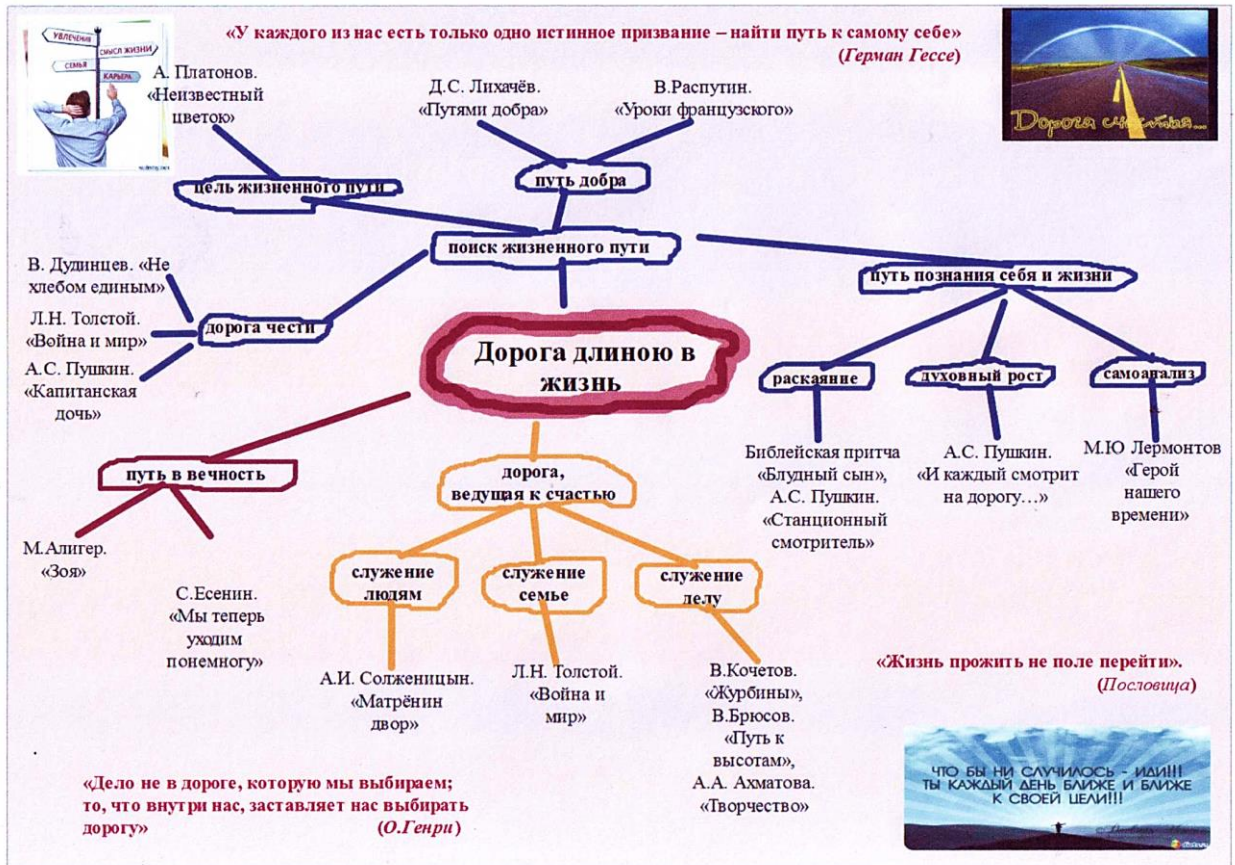 «У каждого из нас есть только одно истинное призвание – найти путь к самому себе»
(Герман Гессе)
УВЛЕЧЕНИЯ
СМЫСЛ ЖИЗНИ
СЕМЬЯ
КАРЬЕРА
Дорога счастья...
А. Платонов.
«Неизвестный
цветок»
Д.С. Лихачёв.
«Путями добра»
В.Распутин.
«Уроки французского»
цель жизненного пути
путь добра
поиск жизненного пути
путь познания себя и жизни
В. Дудинцев. «Не
хлебом единым»
Л.Н. Толстой.
«Война и мир»
А.С. Пушкин.
«Капитанская
дочь»
дорога чести
Дорога длиною в
жизнь
раскаяние
духовный рост
самоанализ
Библейская притча
«Блудный сын»,
А.С. Пушкин.
«Станционный
смотритель»
А.С. Пушкин.
«И каждый смотрит
на дорогу…»
М.Ю Лермонтов
«Герой
нашего
времени»
путь в вечность
М.Алигер.
«Зоя»
С.Есенин.
«Мы теперь
уходим
понемногу»
дорога,
ведущая к счастью
служение
людям
служение
семье
служение
делу
А.И. Солженицын.
«Матрёнин
двор»
Л.Н. Толстой.
«Война и
мир»
В.Кочетов.
«Журбины»,
В.Брюсов.
«Путь к
высотам»,
А.А. Ахматова.
«Творчество»
«Жизнь прожить не поле перейти».
(Пословица)
«Дело не в дороге, которую мы выбираем;
то, что внутри нас, заставляет нас выбирать
дорогу» (О.Генри)
ЧТО БЫ НИ СЛУЧИЛОСЬ - ИДИ!!!
ТЫ КАЖДЫЙ ДЕНЬ БЛИЖЕ И БЛИЖЕ
К СВОЕЙ ЦЕЛИ!!!